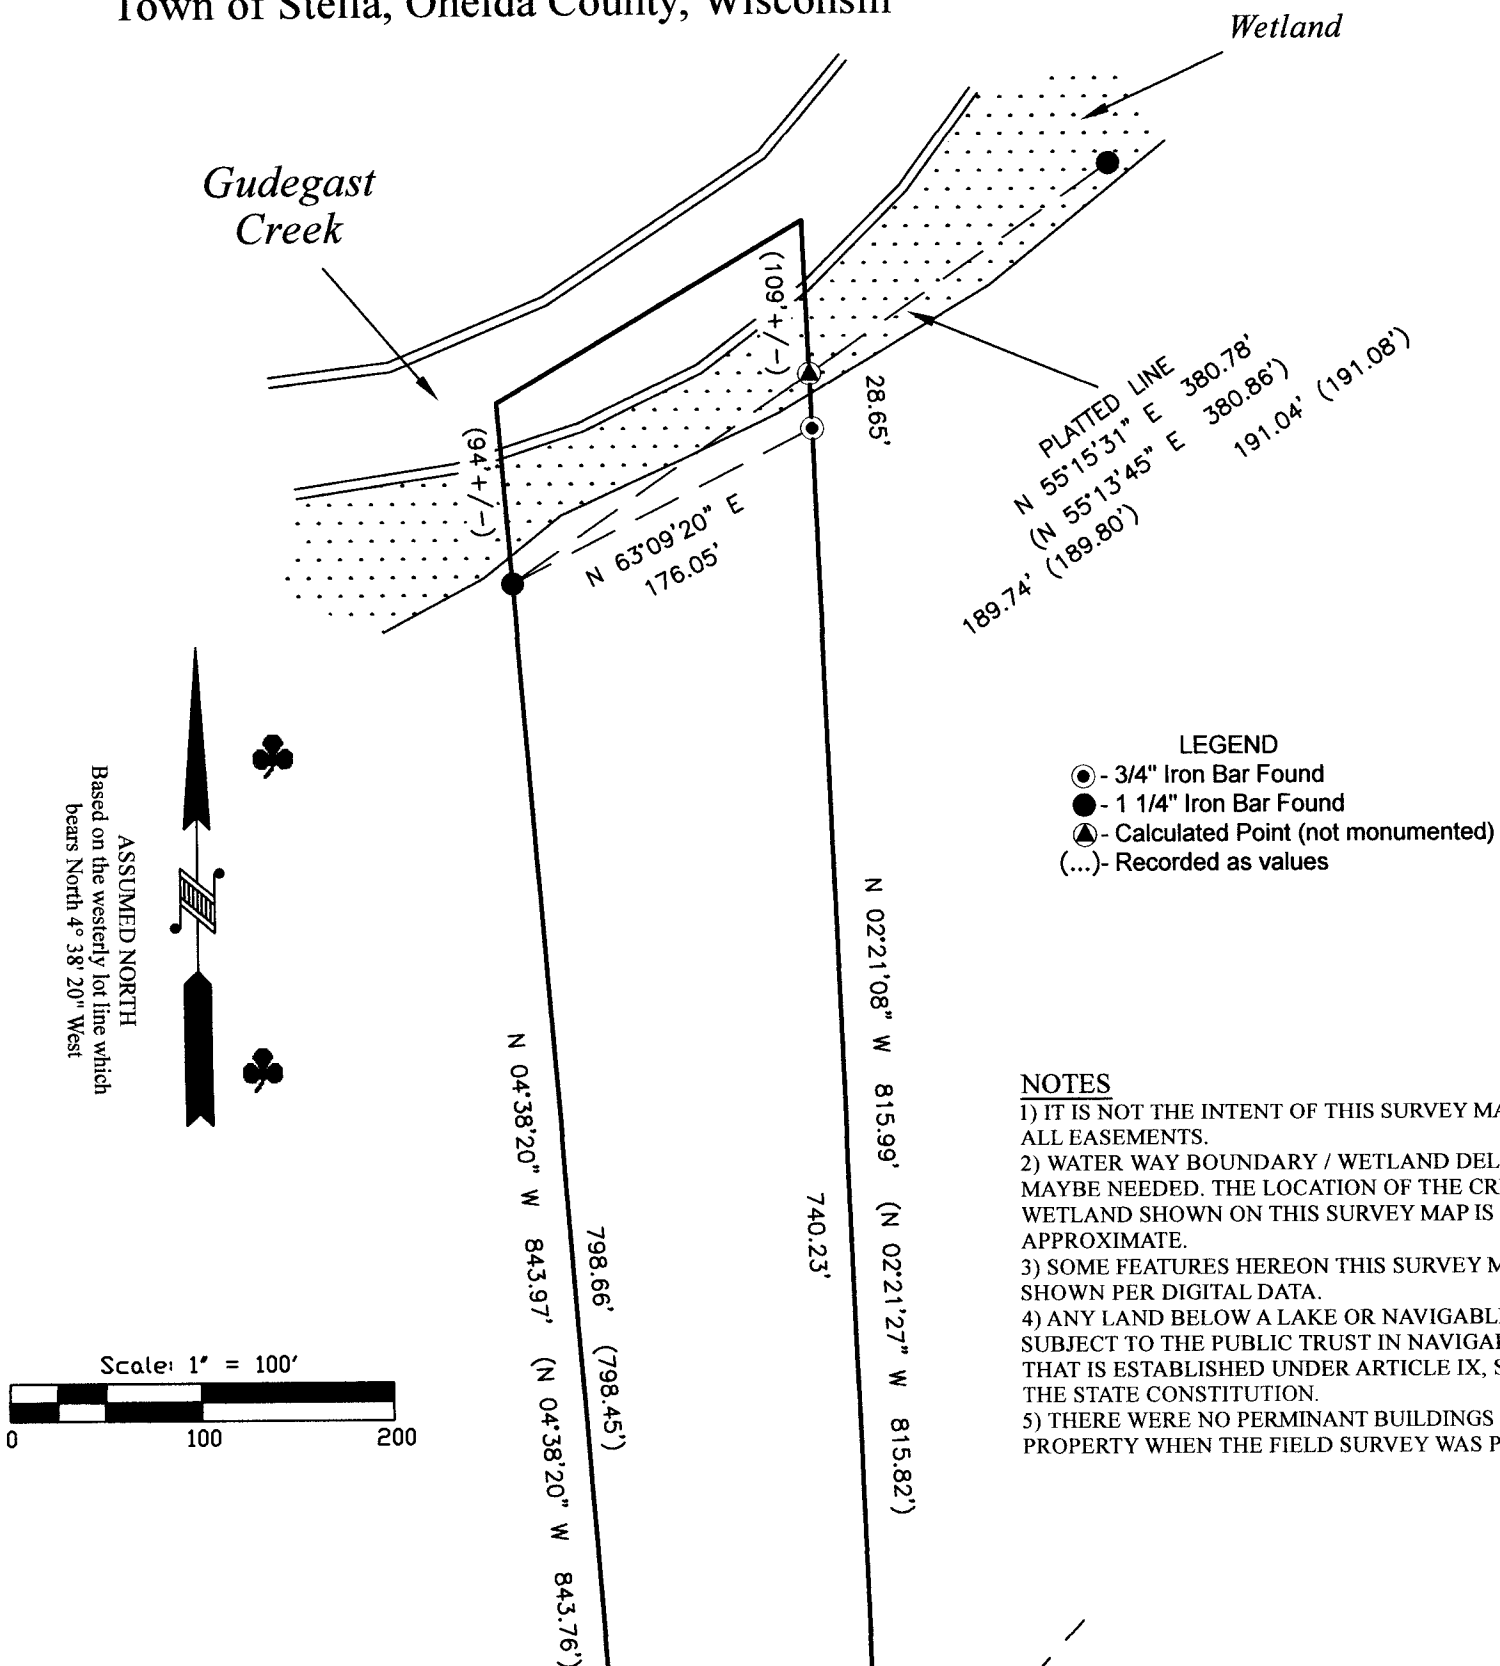 Town of Stella, Oneida County, Wisconsin
Wetland
Gudegast
Creek
(109'+/-)
(94'+/-)
28.65'
PLATTED LINE
N 55°15'31" E 380.78'
(N 55°13'45" E 380.86')
191.04' (191.08')
189.74' (189.80')
N 63°09'20" E
176.05'
LEGEND
- 3/4" Iron Bar Found
- 1 1/4" Iron Bar Found
- Calculated Point (not monumented)
(...)- Recorded as values
ASSUMED NORTH
Based on the westerly lot line which
bears North 4° 38' 20" West
N 02°21'08" W 815.99' (N 02°21'27" W 815.82')
740.23'
N 04°38'20" W 843.97' (N 04°38'20" W 843.76')
798.66' (798.45')
Scale: 1" = 100'
0 100 200
NOTES
1) IT IS NOT THE INTENT OF THIS SURVEY
ALL EASEMENTS.
2) WATER WAY BOUNDARY / WETLAND
MAYBE NEEDED. THE LOCATION OF THE
WETLAND SHOWN ON THIS SURVEY MAP IS
APPROXIMATE.
3) SOME FEATURES HEREON THIS SURVEY
SHOWN PER DIGITAL DATA.
4) ANY LAND BELOW A LAKE OR
SUBJECT TO THE PUBLIC TRUST IN
THAT IS ESTABLISHED UNDER ARTICLE IX,
THE STATE CONSTITUTION.
5) THERE WERE NO PERMINANT BUILDINGS
PROPERTY WHEN THE FIELD SURVEY WAS